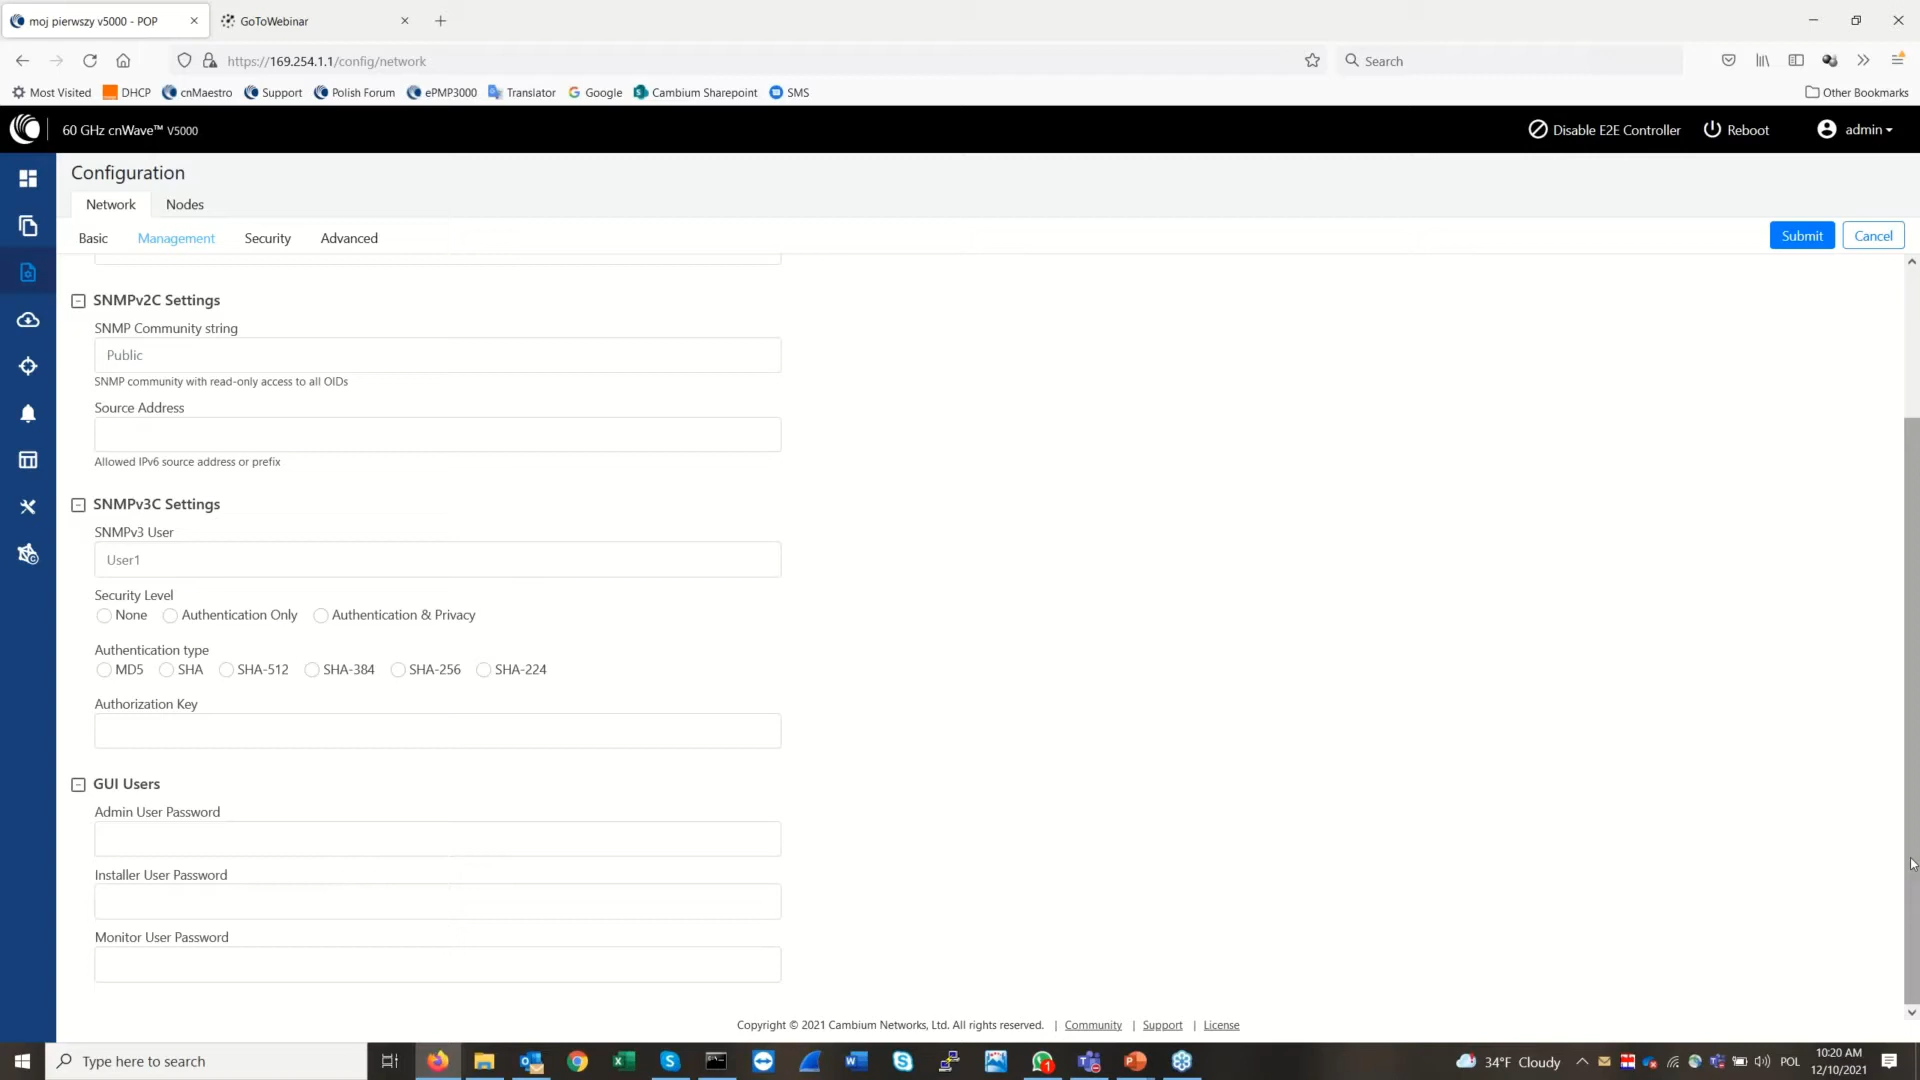 moj pierwszy v5000 - POP
GoToWebinar
https://169.254.1.1/config/network
Search
Most Visited DHCP cnMaestro Support Polish Forum ePMP3000 Translator Google Cambium Sharepoint SMS Other Bookmarks
60 GHz cnWave™ V5000
Disable E2E Controller Reboot admin
Configuration
Network Nodes
Basic Management Security Advanced
Submit Cancel
SNMPv2C Settings
SNMP Community string
Public
SNMP community with read-only access to all OIDs
Source Address
Allowed IPv6 source address or prefix
SNMPv3C Settings
SNMPv3 User
User1
Security Level
None Authentication Only Authentication & Privacy
Authentication type
MD5 SHA SHA-512 SHA-384 SHA-256 SHA-224
Authorization Key
GUI Users
Admin User Password
Installer User Password
Monitor User Password
Copyright © 2021 Cambium Networks, Ltd. All rights reserved. | Community | Support | License
Type here to search
34°F Cloudy
POL
10:20 AM
12/10/2021